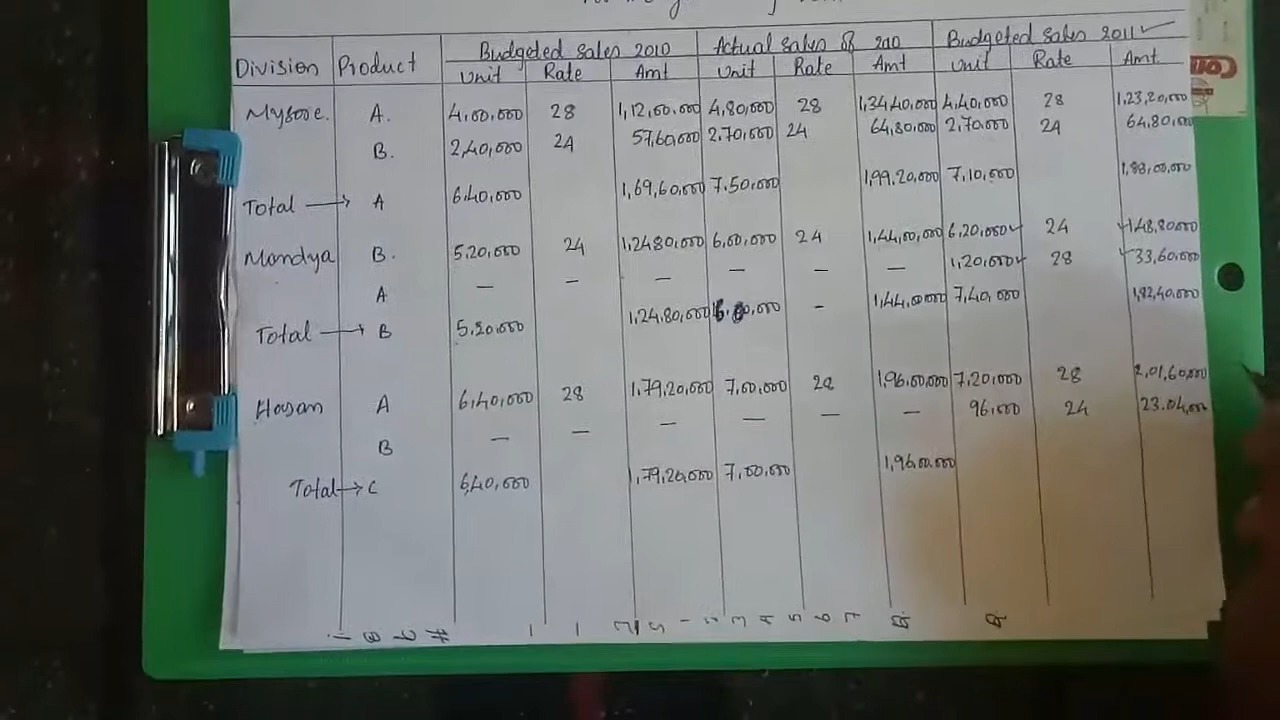 Budgeted Sales 2010 Actual Sales of 200 Budgeted Sales 2011 ✓
Division Product Unit Rate Amt Unit Rate Amt Unit Rate Amt
Mysore. A. 4,00,000 28 1,12,00,000 4,80,000 28 1,34,40,000 4,40,000 28 1,23,20,000
B. 2,40,000 24 57,60,000 2,70,000 24 64,80,000 2,70,000 24 64,80,000
Total → A 6,40,000 1,69,60,000 7,50,000 1,99,20,000 7,10,000 1,88,00,000
Mandya B. 5,20,000 24 1,24,80,000 6,00,000 24 1,44,00,000 6,20,000 24 148,80,000
A — — — — — — 1,20,000 28 33,60,000
Total → B 5,20,000 1,24,80,000 6,00,000 - 1,44,00,000 7,40,000 1,82,40,000
Hasan A 6,40,000 28 1,79,20,000 7,00,000 28 1,96,00,000 7,20,000 28 2,01,60,000
B — — — — — — 96,000 24 23,04,000
Total → C 6,40,000 1,79,20,000 7,00,000 1,96,00,000